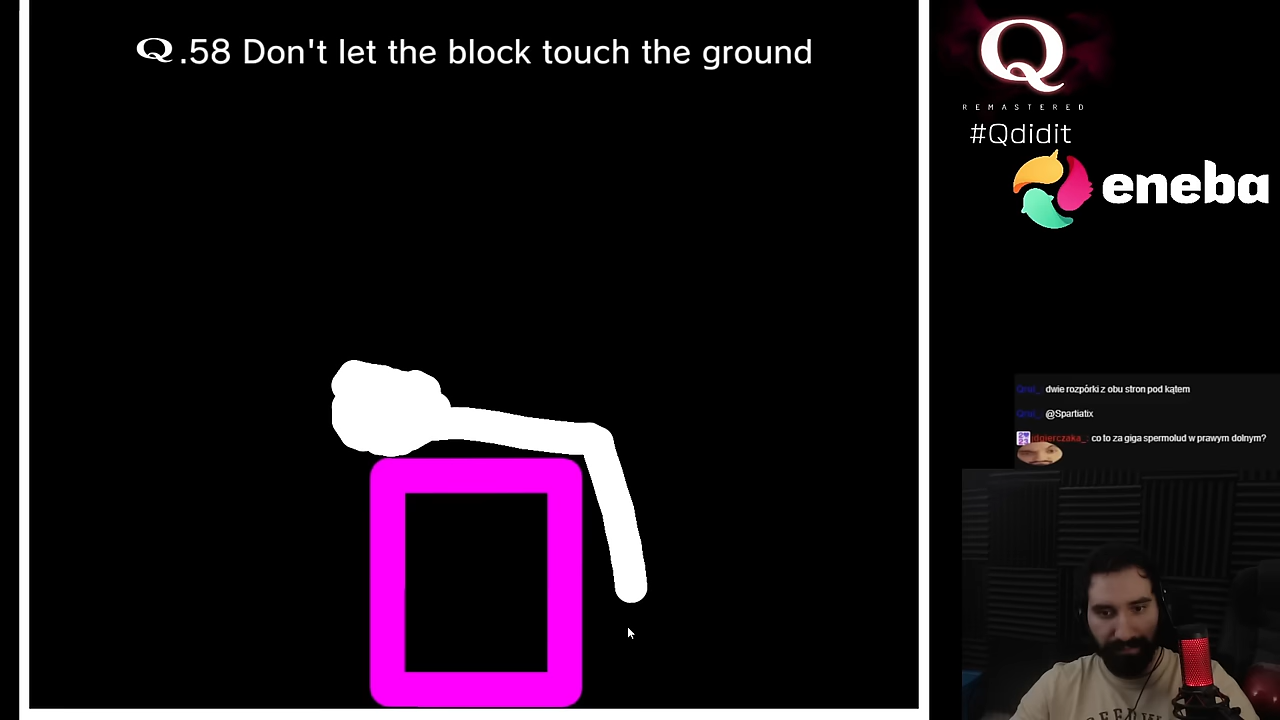 Q.58 Don't let the block touch the ground
Q
REMASTERED
#Qdidit
eneba
dwie rozpórki z obu stron pod kątem
@Spartiatix
co to za giga spermolud w prawym dolnym?